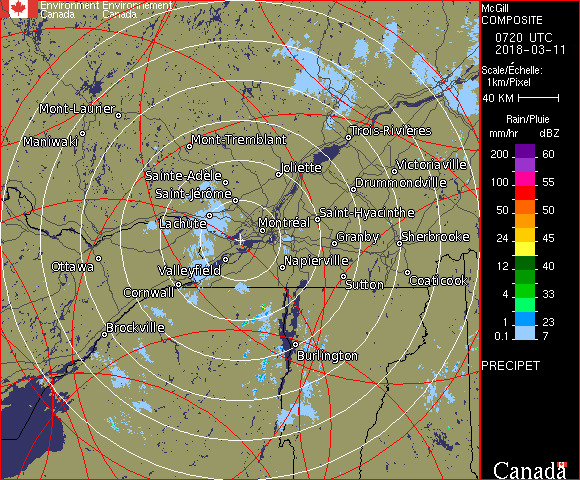 Environment Environnement
Canada Canada
Mont-Laurier
Maniwaki
Mont-Tremblant
Trois-Rivières
Joliette
Victoriaville
Sainte-Adèle
Drummondville
Saint-Jérôme
Lachute
Saint-Hyacinthe
Montréal
Granby
Sherbrooke
Ottawa
Valleyfield
Napierville
Cornwall
Sutton
Coaticook
Brockville
Burlington
McGill
COMPOSITE
0720 UTC
2018-03-11
Scale/Échelle:
1km/Pixel
40 KM
Rain/Pluie
mm/hr dBZ
200 60
150 57
100 55
50 50
24 45
12 40
4 33
1 23
0.1 7
PRECIPET
Canada